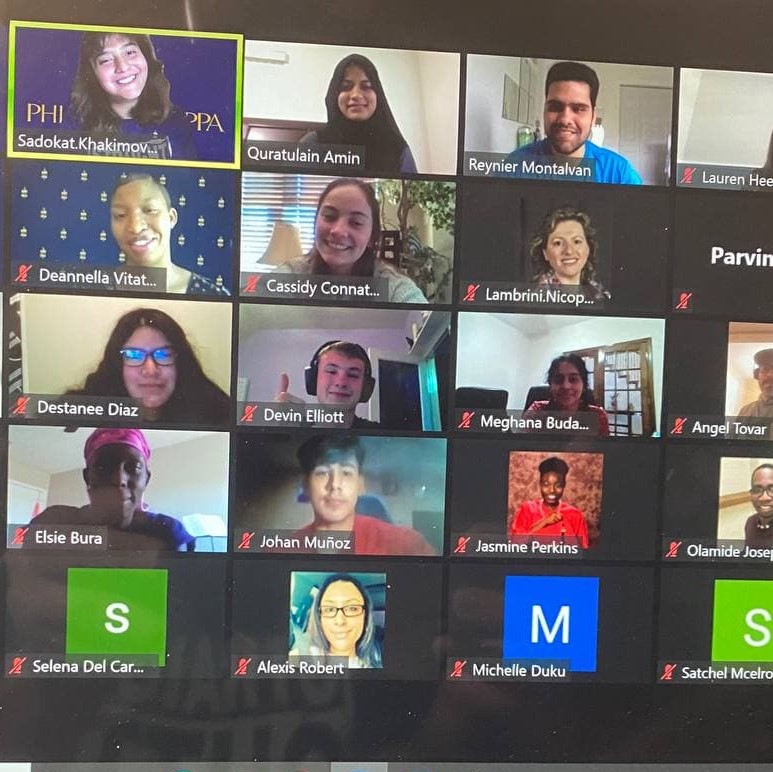 PHI
PPA
Sadokat.Khakimov...
Quratulain Amin
Reynier Montalvan
Lauren Hee
Deannella Vitat...
Cassidy Connat...
Lambrini.Nicop...
Parvin
Destanee Diaz
Devin Elliott
Meghana Buda...
Angel Tovar
Elsie Bura
Johan Muñoz
Jasmine Perkins
Olamide Josep
S
M
S
Selena Del Car...
Alexis Robert
Michelle Duku
Satchel Mcelro